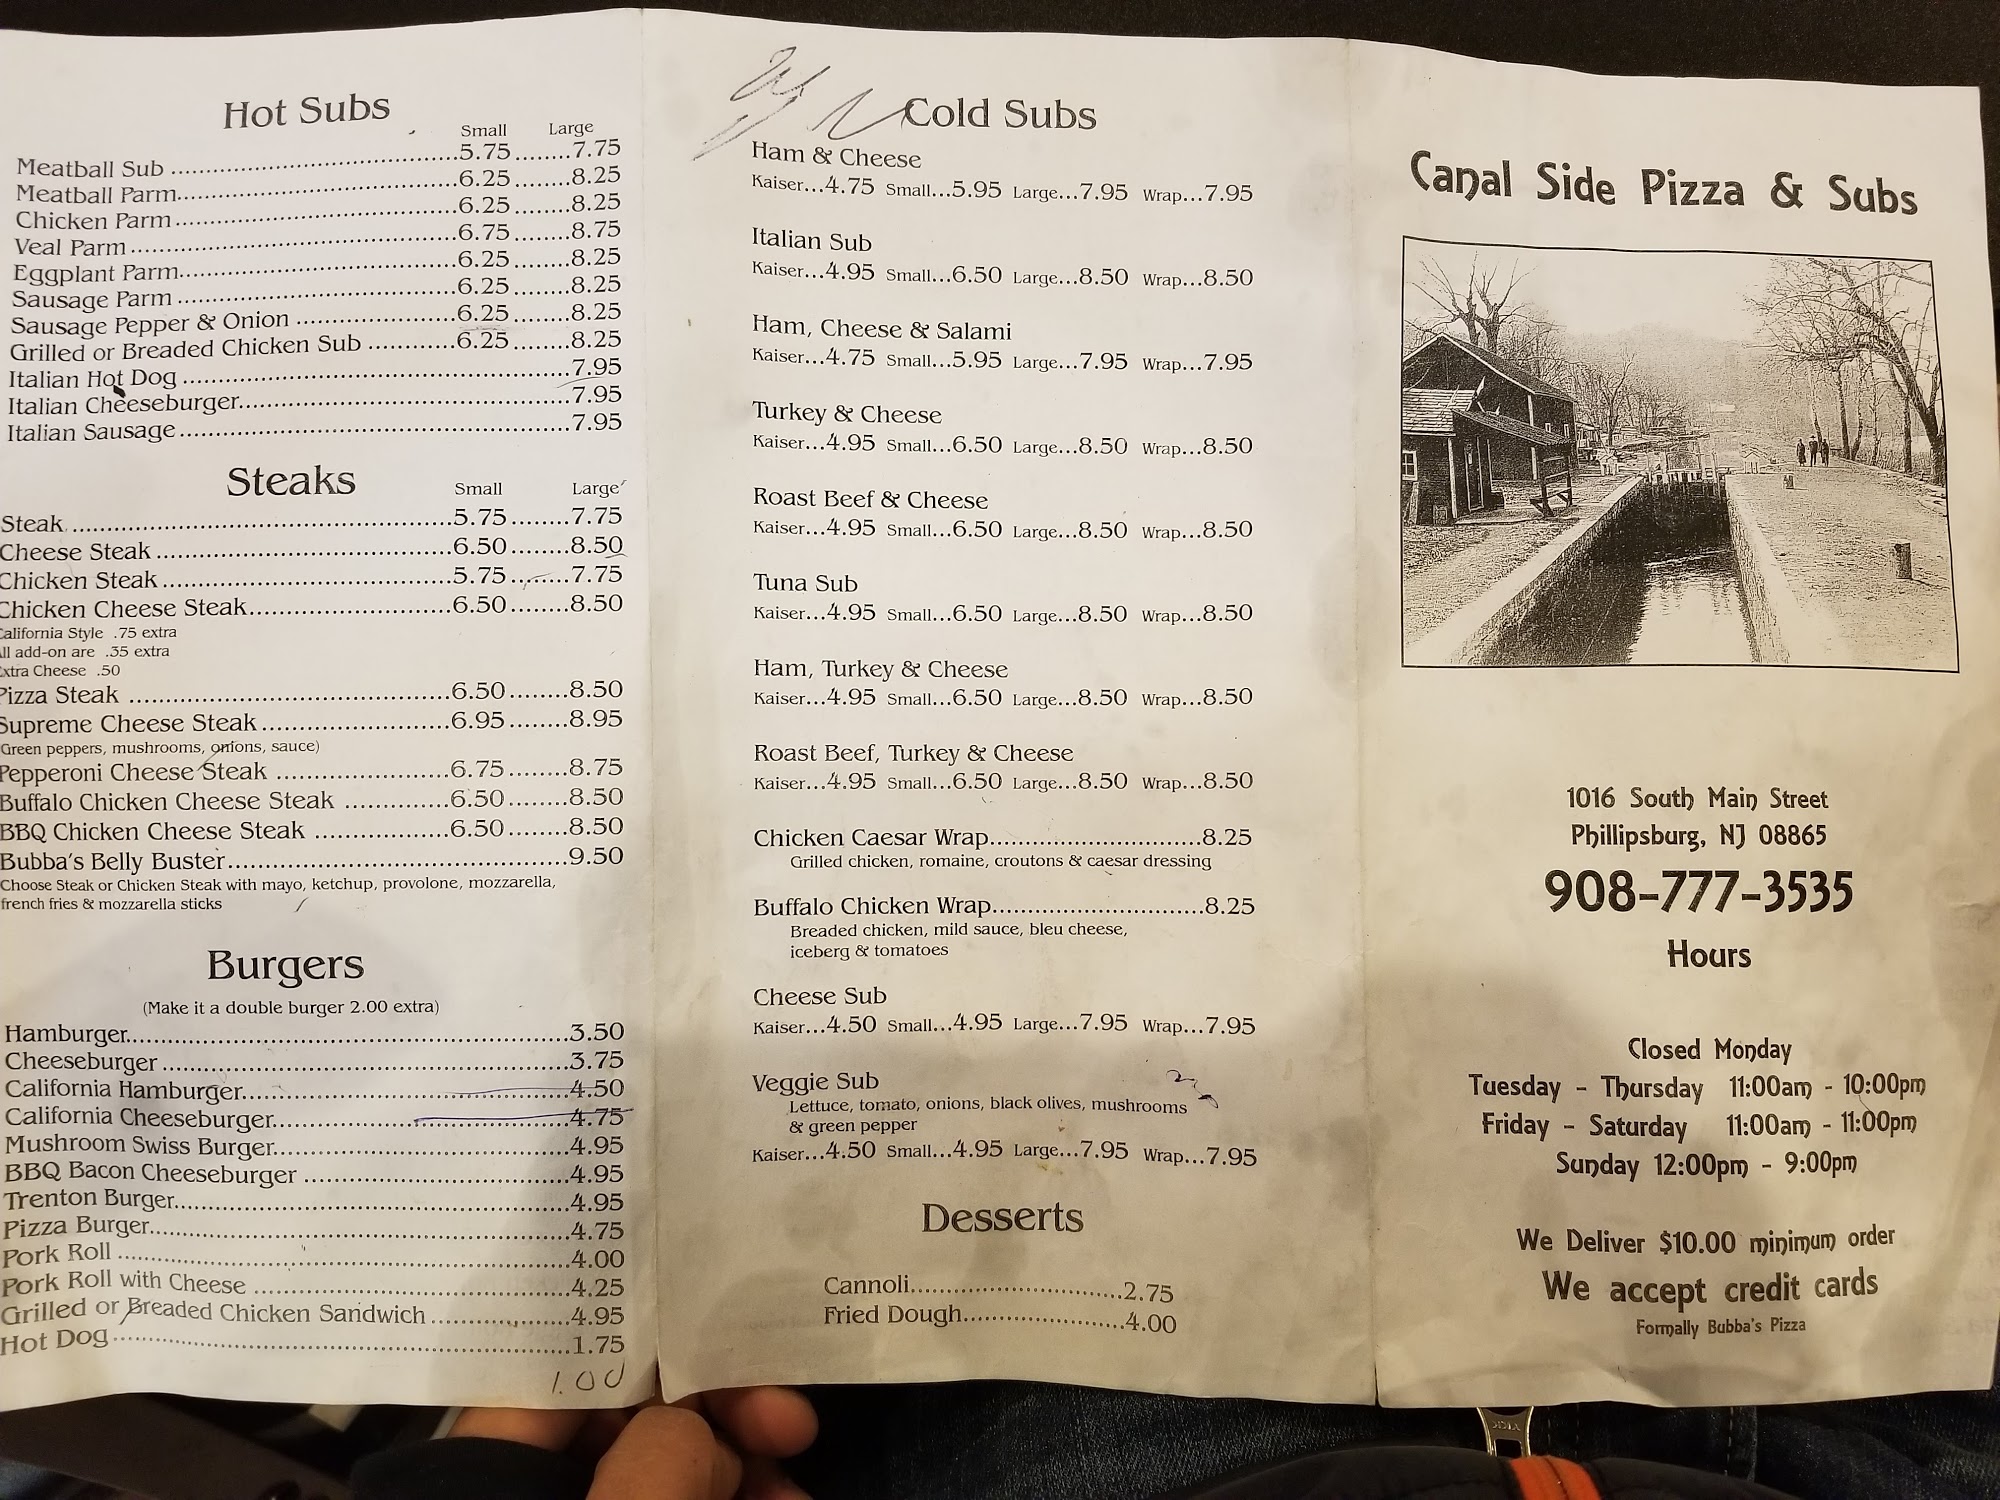 Hot Subs
Small Large
Meatball Sub ........5.75........7.75
Meatball Parm........6.25........8.25
Chicken Parm........6.25........8.25
Veal Parm........6.75........8.75
Eggplant Parm........6.25........8.25
Sausage Parm ........6.25........8.25
Sausage Pepper & Onion ........6.25........8.25
Grilled or Breaded Chicken Sub ........6.25........8.25
Italian Hot Dog ........7.95
Italian Cheeseburger........7.95
Italian Sausage........7.95
Steaks
Small Large
Steak ........5.75........7.75
Cheese Steak ........6.50........8.50
Chicken Steak ........5.75........7.75
Chicken Cheese Steak........6.50........8.50
California Style .75 extra
All add-on are .35 extra
Extra Cheese .50
Pizza Steak ........6.50........8.50
Supreme Cheese Steak........6.95........8.95
(Green peppers, mushrooms, onions, sauce)
Pepperoni Cheese Steak ........6.75........8.75
Buffalo Chicken Cheese Steak ........6.50........8.50
BBQ Chicken Cheese Steak ........6.50........8.50
Bubba's Belly Buster........9.50
Choose Steak or Chicken Steak with mayo, ketchup, provolone, mozzarella,
french fries & mozzarella sticks
Burgers
(Make it a double burger 2.00 extra)
Hamburger........3.50
Cheeseburger ........3.75
California Hamburger........4.50
California Cheeseburger........4.75
Mushroom Swiss Burger........4.95
BBQ Bacon Cheeseburger ........4.95
Trenton Burger........4.95
Pizza Burger........4.75
Pork Roll ........4.00
Pork Roll with Cheese ........4.25
Grilled or Breaded Chicken Sandwich ........4.95
Hot Dog........1.75
1.00
Cold Subs
Ham & Cheese
Kaiser...4.75 Small...5.95 Large...7.95 Wrap...7.95
Italian Sub
Kaiser...4.95 Small...6.50 Large...8.50 Wrap...8.50
Ham, Cheese & Salami
Kaiser...4.75 Small...5.95 Large...7.95 Wrap...7.95
Turkey & Cheese
Kaiser...4.95 Small...6.50 Large...8.50 Wrap...8.50
Roast Beef & Cheese
Kaiser...4.95 Small...6.50 Large...8.50 Wrap...8.50
Tuna Sub
Kaiser...4.95 Small...6.50 Large...8.50 Wrap...8.50
Ham, Turkey & Cheese
Kaiser...4.95 Small...6.50 Large...8.50 Wrap...8.50
Roast Beef, Turkey & Cheese
Kaiser...4.95 Small...6.50 Large...8.50 Wrap...8.50
Chicken Caesar Wrap........8.25
Grilled chicken, romaine, croutons & caesar dressing
Buffalo Chicken Wrap........8.25
Breaded chicken, mild sauce, bleu cheese,
iceberg & tomatoes
Cheese Sub
Kaiser...4.50 Small...4.95 Large...7.95 Wrap...7.95
Veggie Sub
Lettuce, tomato, onions, black olives, mushrooms
& green pepper
Kaiser...4.50 Small...4.95 Large...7.95 Wrap...7.95
Desserts
Cannoli........2.75
Fried Dough........4.00
Canal Side Pizza & Subs
1016 South Main Street
Phillipsburg, NJ 08865
908-777-3535
Hours
Closed Monday
Tuesday - Thursday 11:00am - 10:00pm
Friday - Saturday 11:00am - 11:00pm
Sunday 12:00pm - 9:00pm
We Deliver $10.00 minimum order
We accept credit cards
Formally Bubba's Pizza